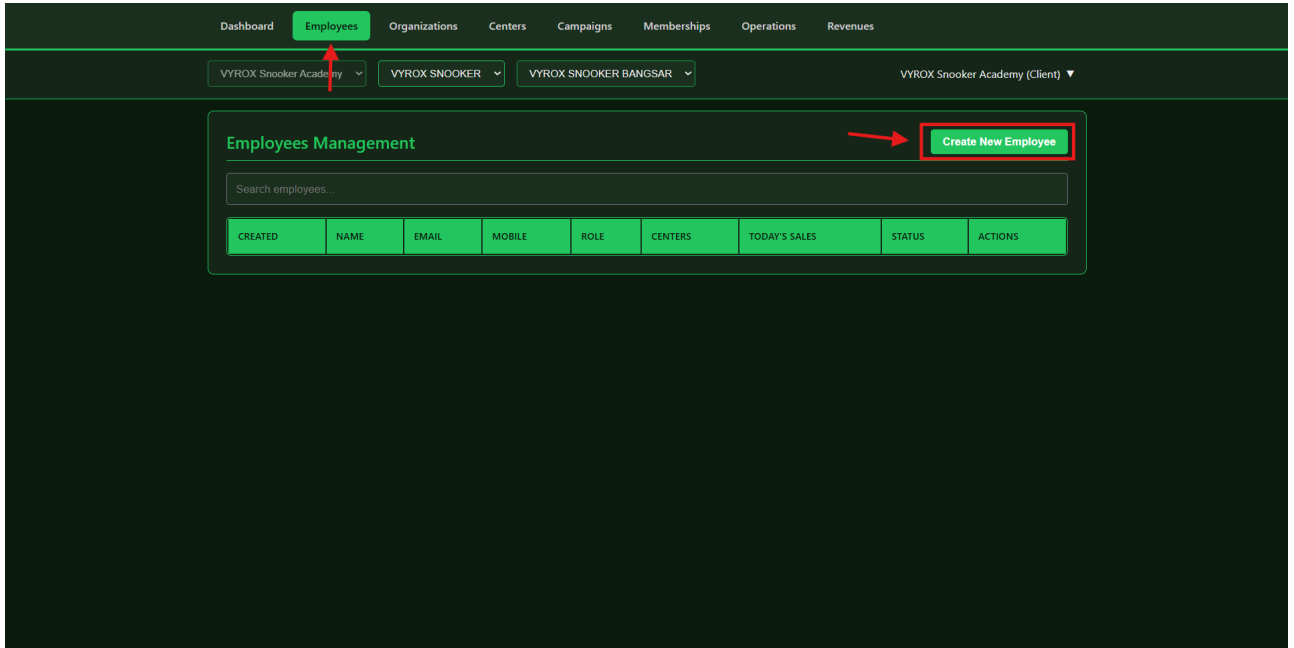 Dashboard Employees Organizations Centers Campaigns Memberships Operations Revenues
VYROX Snooker Academy VYROX SNOOKER VYROX SNOOKER BANGSAR VYROX Snooker Academy (Client) ▼
Employees Management Create New Employee
Search employees...
CREATED NAME EMAIL MOBILE ROLE CENTERS TODAY'S SALES STATUS ACTIONS